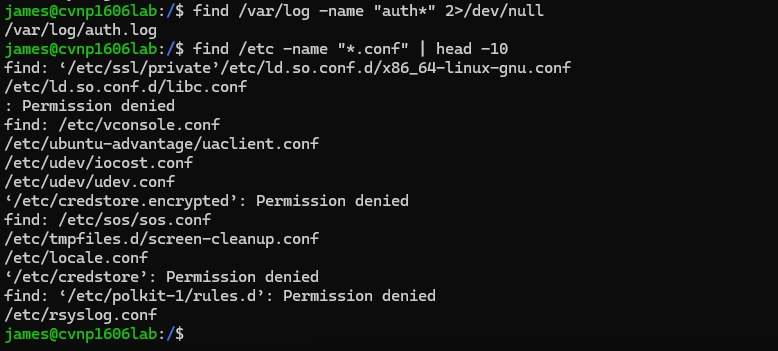 james@cvnp1606lab:/$ find /var/log -name "auth*" 2>/dev/null
/var/log/auth.log
james@cvnp1606lab:/$ find /etc -name "*.conf" | head -10
find: ‘/etc/ssl/private’/etc/ld.so.conf.d/x86_64-linux-gnu.conf
/etc/ld.so.conf.d/libc.conf
: Permission denied
find: /etc/vconsole.conf
/etc/ubuntu-advantage/uaclient.conf
/etc/udev/iocost.conf
/etc/udev/udev.conf
‘/etc/credstore.encrypted’: Permission denied
find: /etc/sos/sos.conf
/etc/tmpfiles.d/screen-cleanup.conf
/etc/locale.conf
‘/etc/credstore’: Permission denied
find: ‘/etc/polkit-1/rules.d’: Permission denied
/etc/rsyslog.conf
james@cvnp1606lab:/$